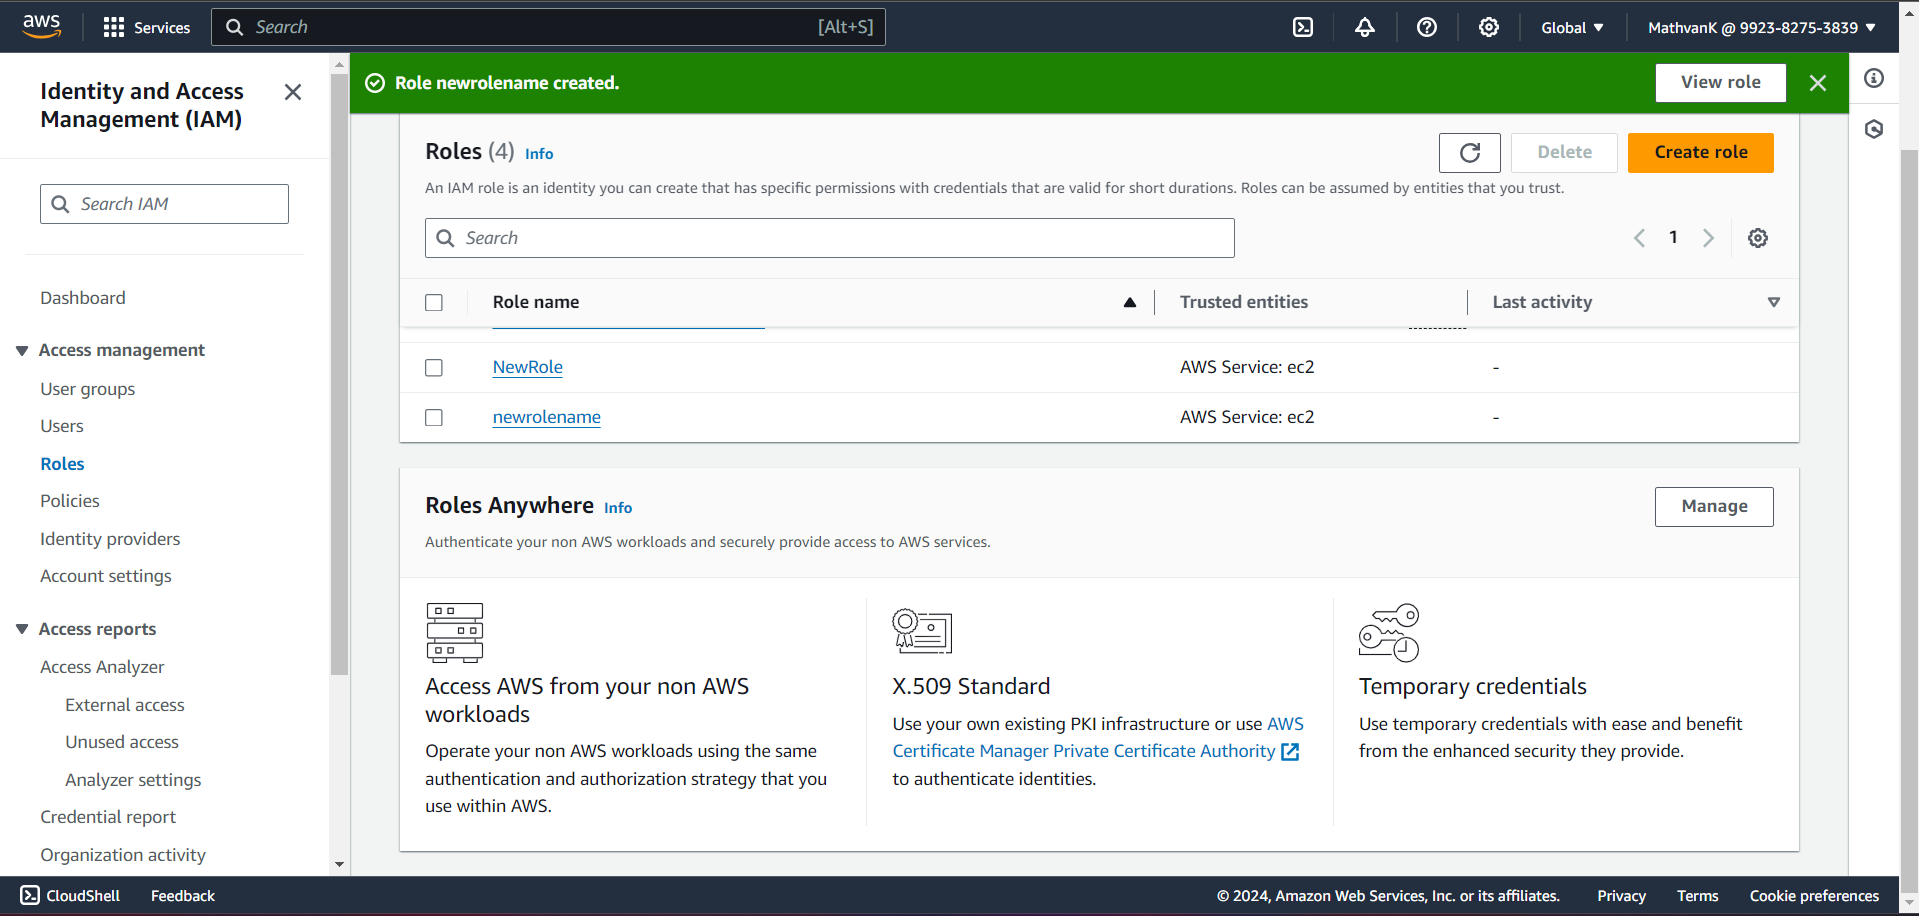 aws
Services
Search
[Alt+S]
Global
MathvanK @ 9923-8275-3839
Identity and Access
Management (IAM)
Search IAM
Dashboard
Access management
User groups
Users
Roles
Policies
Identity providers
Account settings
Access reports
Access Analyzer
External access
Unused access
Analyzer settings
Credential report
Organization activity
Role newrolename created.
View role
Roles (4) Info
Delete
Create role
An IAM role is an identity you can create that has specific permissions with credentials that are valid for short durations. Roles can be assumed by entities that you trust.
Search
1
Role name
Trusted entities
Last activity
NewRole
AWS Service: ec2
-
newrolename
AWS Service: ec2
-
Roles Anywhere Info
Manage
Authenticate your non AWS workloads and securely provide access to AWS services.
Access AWS from your non AWS
workloads
Operate your non AWS workloads using the same
authentication and authorization strategy that you
use within AWS.
X.509 Standard
Use your own existing PKI infrastructure or use AWS
Certificate Manager Private Certificate Authority
to authenticate identities.
Temporary credentials
Use temporary credentials with ease and benefit
from the enhanced security they provide.
CloudShell
Feedback
© 2024, Amazon Web Services, Inc. or its affiliates.
Privacy
Terms
Cookie preferences